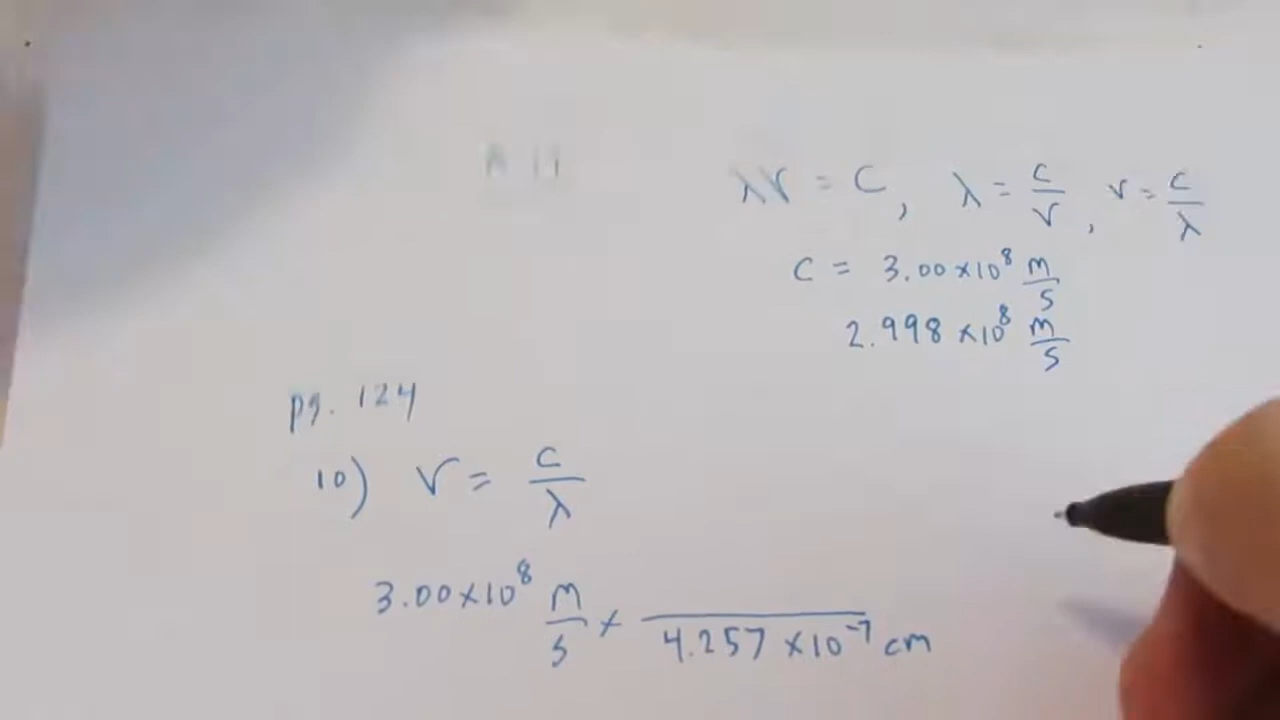 λν = C, λ = c/ν, ν = c/λ
C = 3.00×10⁸ m/s
2.998 ×10⁸ m/s
pg. 124
10) ν = c/λ
3.00×10⁸ m/s × /4.257 ×10⁻⁷ cm